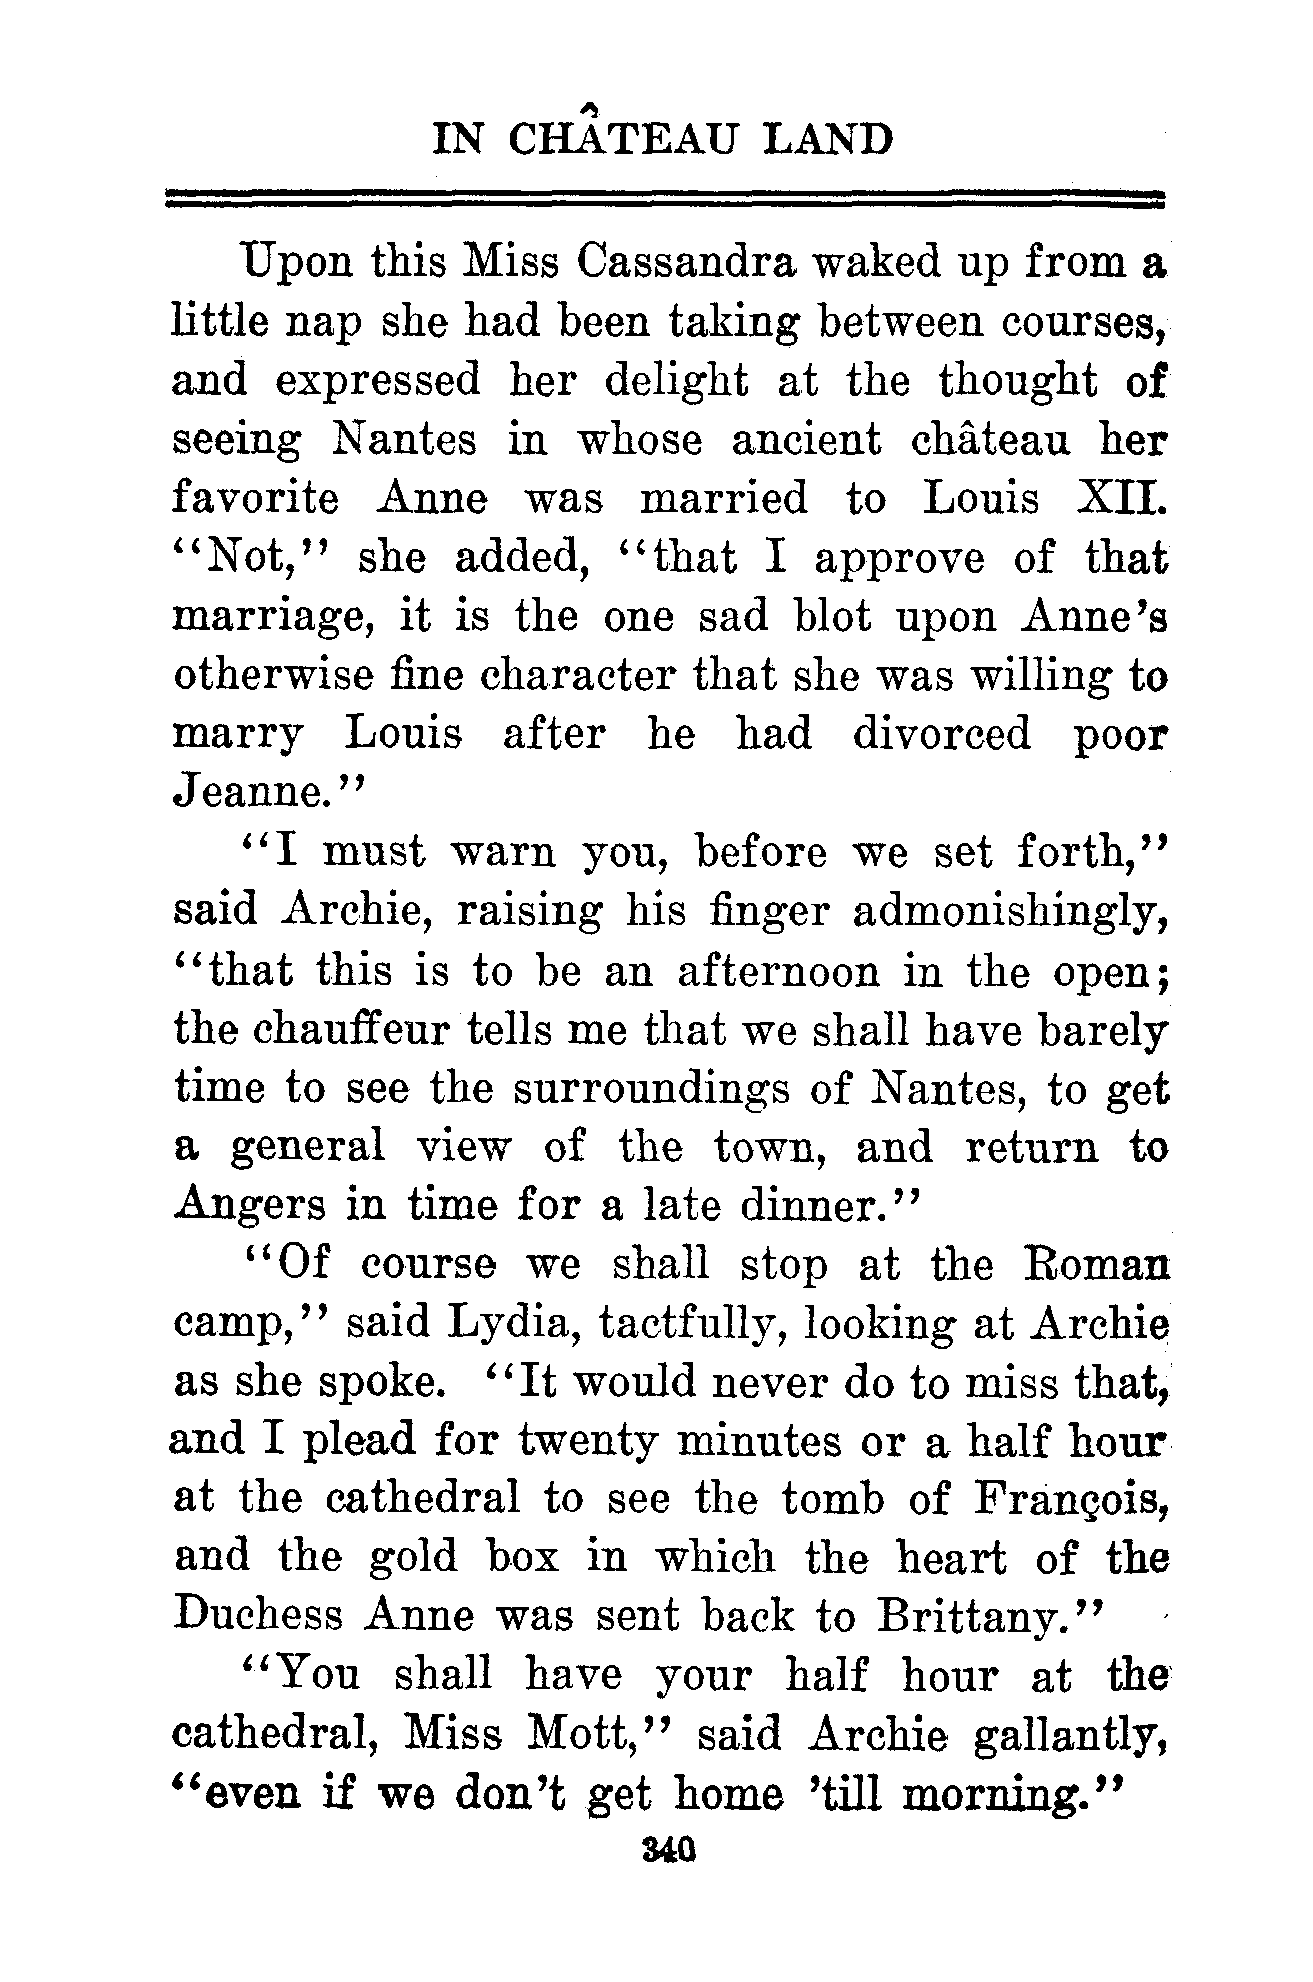 IN CHÂTEAU LAND
Upon this Miss Cassandra waked up from a
little nap she had been taking between courses,
and expressed her delight at the thought of
seeing Nantes in whose ancient château her
favorite Anne was married to Louis XII.
"Not," she added, "that I approve of that
marriage, it is the one sad blot upon Anne's
otherwise fine character that she was willing to
marry Louis after he had divorced poor
Jeanne."
"I must warn you, before we set forth,"
said Archie, raising his finger admonishingly,
"that this is to be an afternoon in the open;
the chauffeur tells me that we shall have barely
time to see the surroundings of Nantes, to get
a general view of the town, and return to
Angers in time for a late dinner."
"Of course we shall stop at the Roman
camp," said Lydia, tactfully, looking at Archie
as she spoke. "It would never do to miss that,
and I plead for twenty minutes or a half hour
at the cathedral to see the tomb of François,
and the gold box in which the heart of the
Duchess Anne was sent back to Brittany."
"You shall have your half hour at the
cathedral, Miss Mott," said Archie gallantly,
"even if we don't get home 'till morning."
340